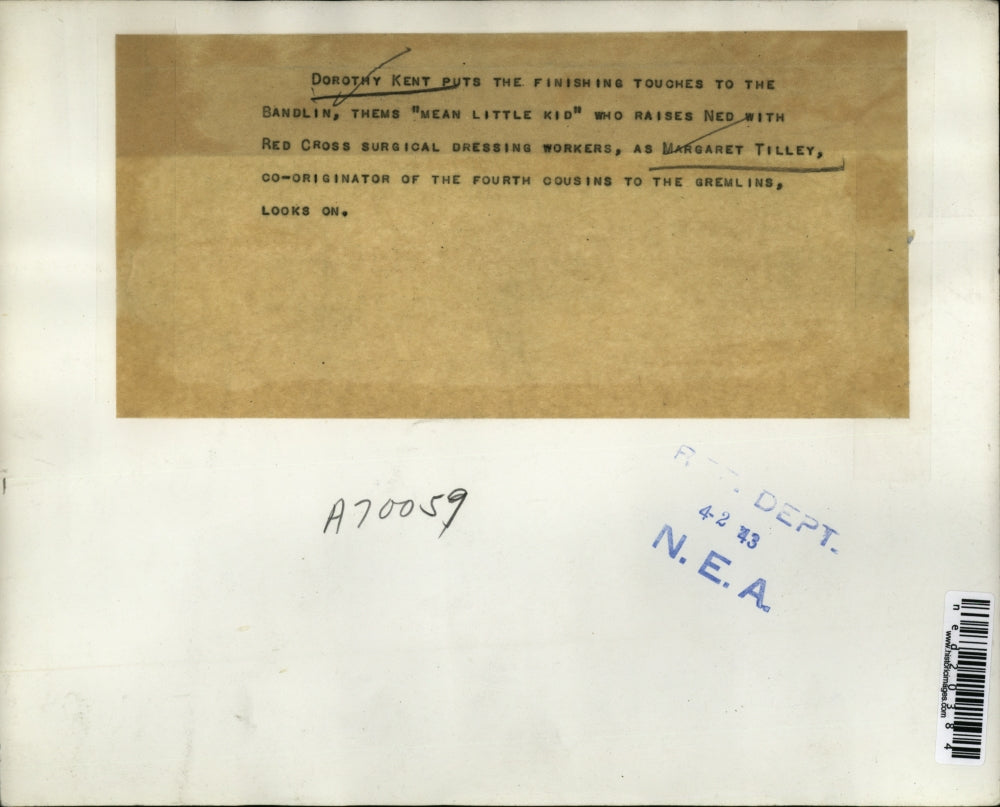 DOROTHY KENT PUTS THE FINISHING TOUCHES TO THE
BANDLIN, THEMS "MEAN LITTLE KID" WHO RAISES NED WITH
RED CROSS SURGICAL DRESSING WORKERS, AS MARGARET TILLEY,
CO-ORIGINATOR OF THE FOURTH COUSINS TO THE GREMLINS,
LOOKS ON.
A70059
DEPT.
4-2 43
N. E. A.
ned20384
www.historicimages.com